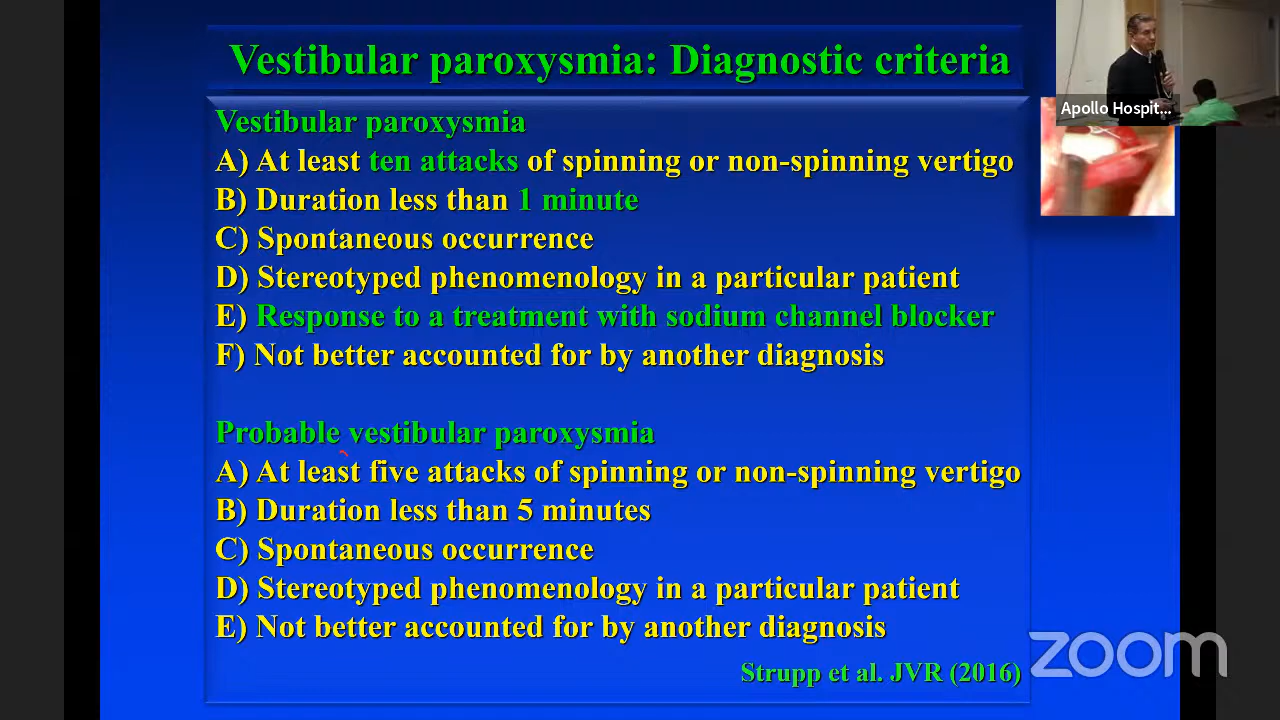 Vestibular paroxysmia: Diagnostic criteria
Vestibular paroxysmia
A) At least ten attacks of spinning or non-spinning vertigo
B) Duration less than 1 minute
C) Spontaneous occurrence
D) Stereotyped phenomenology in a particular patient
E) Response to a treatment with sodium channel blocker
F) Not better accounted for by another diagnosis
Probable vestibular paroxysmia
A) At least five attacks of spinning or non-spinning vertigo
B) Duration less than 5 minutes
C) Spontaneous occurrence
D) Stereotyped phenomenology in a particular patient
E) Not better accounted for by another diagnosis
Strupp et al. JVR (2016)
Apollo Hospit...
zoom